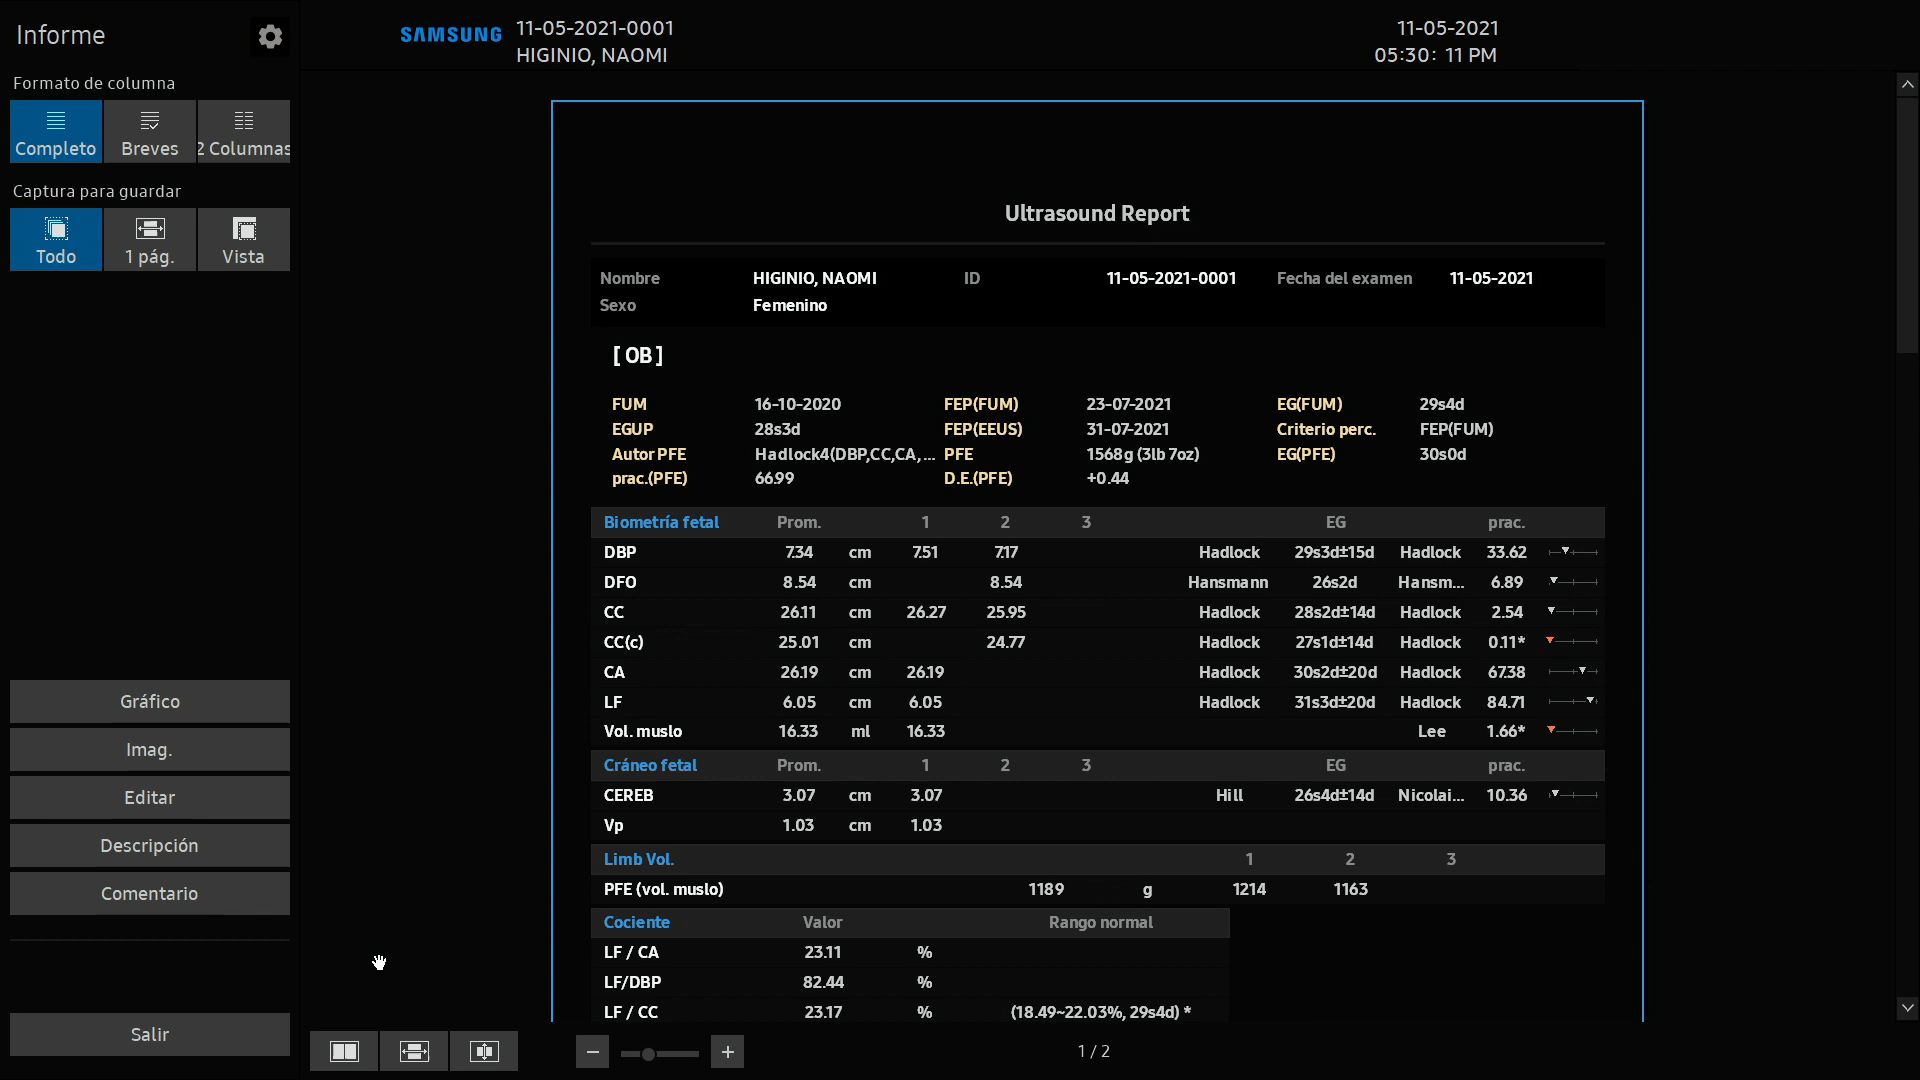 Informe
SAMSUNG 11-05-2021-0001 11-05-2021
HIGINIO, NAOMI 05:30: 11 PM
Formato de columna
Completo Breves 2 Columnas
Captura para guardar
Todo 1 pág. Vista
Ultrasound Report
Nombre HIGINIO, NAOMI ID 11-05-2021-0001 Fecha del examen 11-05-2021
Sexo Femenino
[ OB ]
FUM 16-10-2020 FEP(FUM) 23-07-2021 EG(FUM) 29s4d
EGUP 28s3d FEP(EEUS) 31-07-2021 Criterio perc. FEP(FUM)
Autor PFE Hadlock4(DBP,CC,CA,... PFE 1568g (3lb 7oz) EG(PFE) 30s0d
prac.(PFE) 66.99 D.E.(PFE) +0.44
Biometría fetal Prom. 1 2 3 EG prac.
DBP 7.34 cm 7.51 7.17 Hadlock 29s3d±15d Hadlock 33.62
DFO 8.54 cm 8.54 Hansmann 26s2d Hansm... 6.89
CC 26.11 cm 26.27 25.95 Hadlock 28s2d±14d Hadlock 2.54
CC(c) 25.01 cm 24.77 Hadlock 27s1d±14d Hadlock 0.11*
CA 26.19 cm 26.19 Hadlock 30s2d±20d Hadlock 67.38
LF 6.05 cm 6.05 Hadlock 31s3d±20d Hadlock 84.71
Vol. muslo 16.33 ml 16.33 Lee 1.66*
Cráneo fetal Prom. 1 2 3 EG prac.
CEREB 3.07 cm 3.07 Hill 26s4d±14d Nicolai... 10.36
Vp 1.03 cm 1.03
Limb Vol. 1 2 3
PFE (vol. muslo) 1189 g 1214 1163
Cociente Valor Rango normal
LF / CA 23.11 %
LF/DBP 82.44 %
LF / CC 23.17 % (18.49~22.03%, 29s4d) *
Gráfico
Imag.
Editar
Descripción
Comentario
Salir
1 / 2